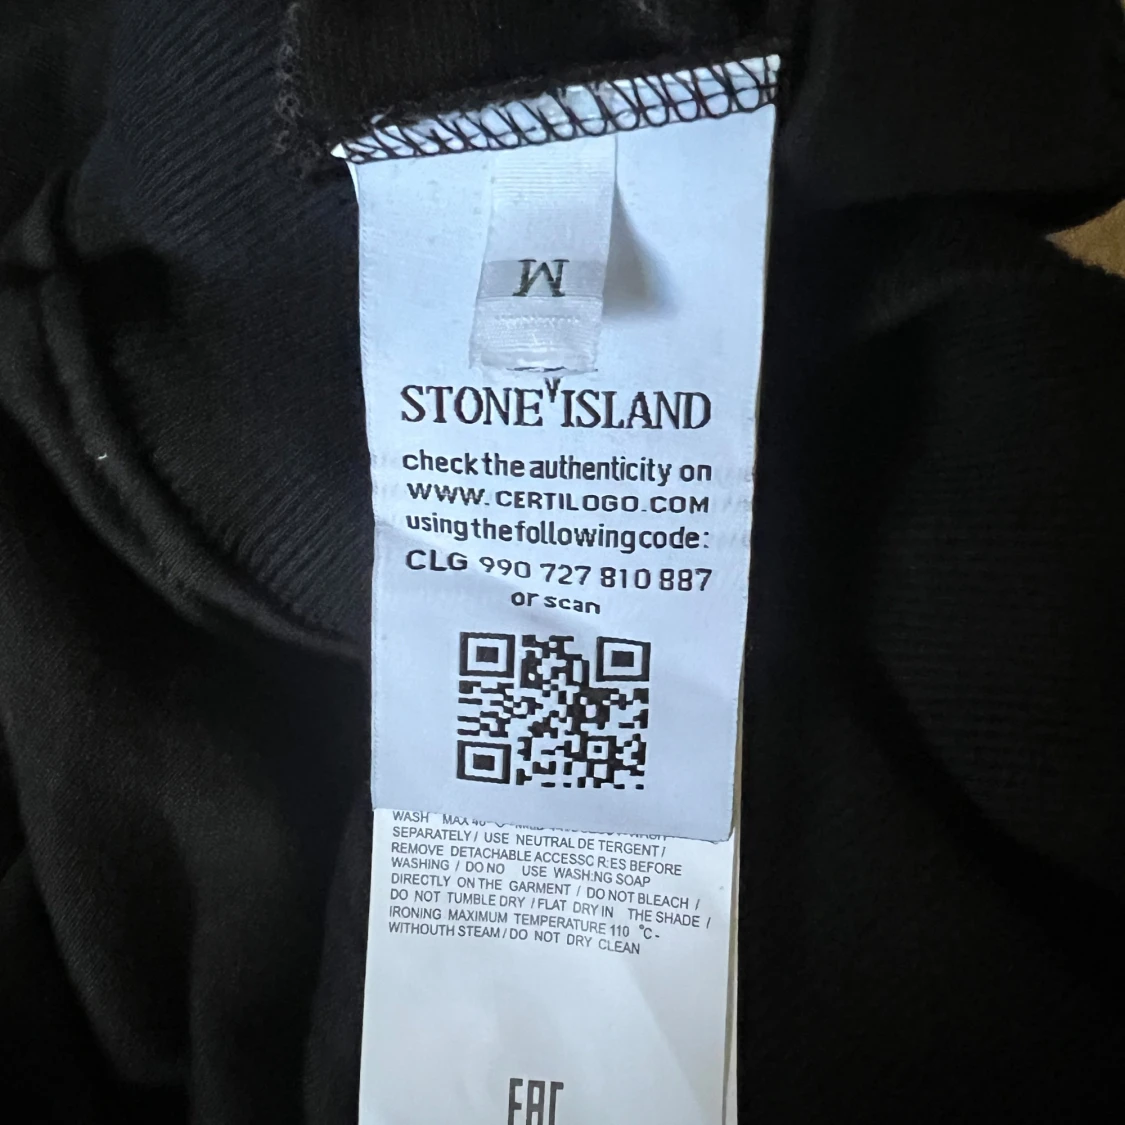 M
STONE ISLAND
check the authenticity on
WWW.CERTILOGO.COM
using the following code:
CLG 990 727 810 887
or scan
WASH MAX 40 °C
SEPARATELY / USE NEUTRAL DE TERGENT /
REMOVE DETACHABLE ACCESSC R:ES BEFORE
WASHING / DO NO USE WASH:NG SOAP
DIRECTLY ON THE GARMENT / DO NOT BLEACH /
DO NOT TUMBLE DRY / FLAT DRY IN THE SHADE /
IRONING MAXIMUM TEMPERATURE 110 °C -
WITHOUTH STEAM / DO NOT DRY CLEAN
EAC